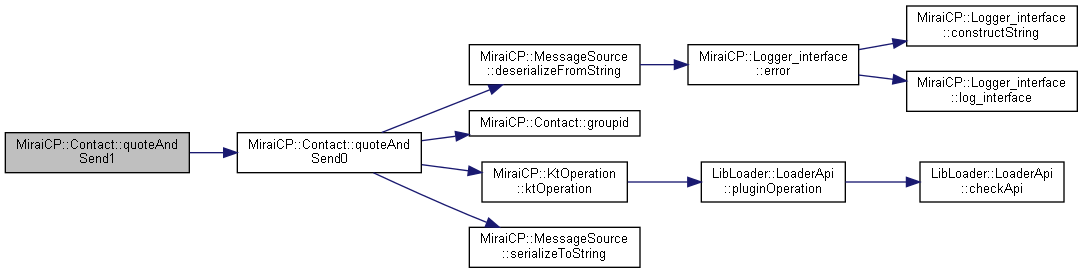 MiraiCP::Contact::quoteAnd
Send1
MiraiCP::Contact::quoteAnd
Send0
MiraiCP::MessageSource
::deserializeFromString
MiraiCP::Logger_interface
::error
MiraiCP::Logger_interface
::constructString
MiraiCP::Logger_interface
::log_interface
MiraiCP::Contact::groupid
MiraiCP::KtOperation
::ktOperation
LibLoader::LoaderApi
::pluginOperation
LibLoader::LoaderApi
::checkApi
MiraiCP::MessageSource
::serializeToString